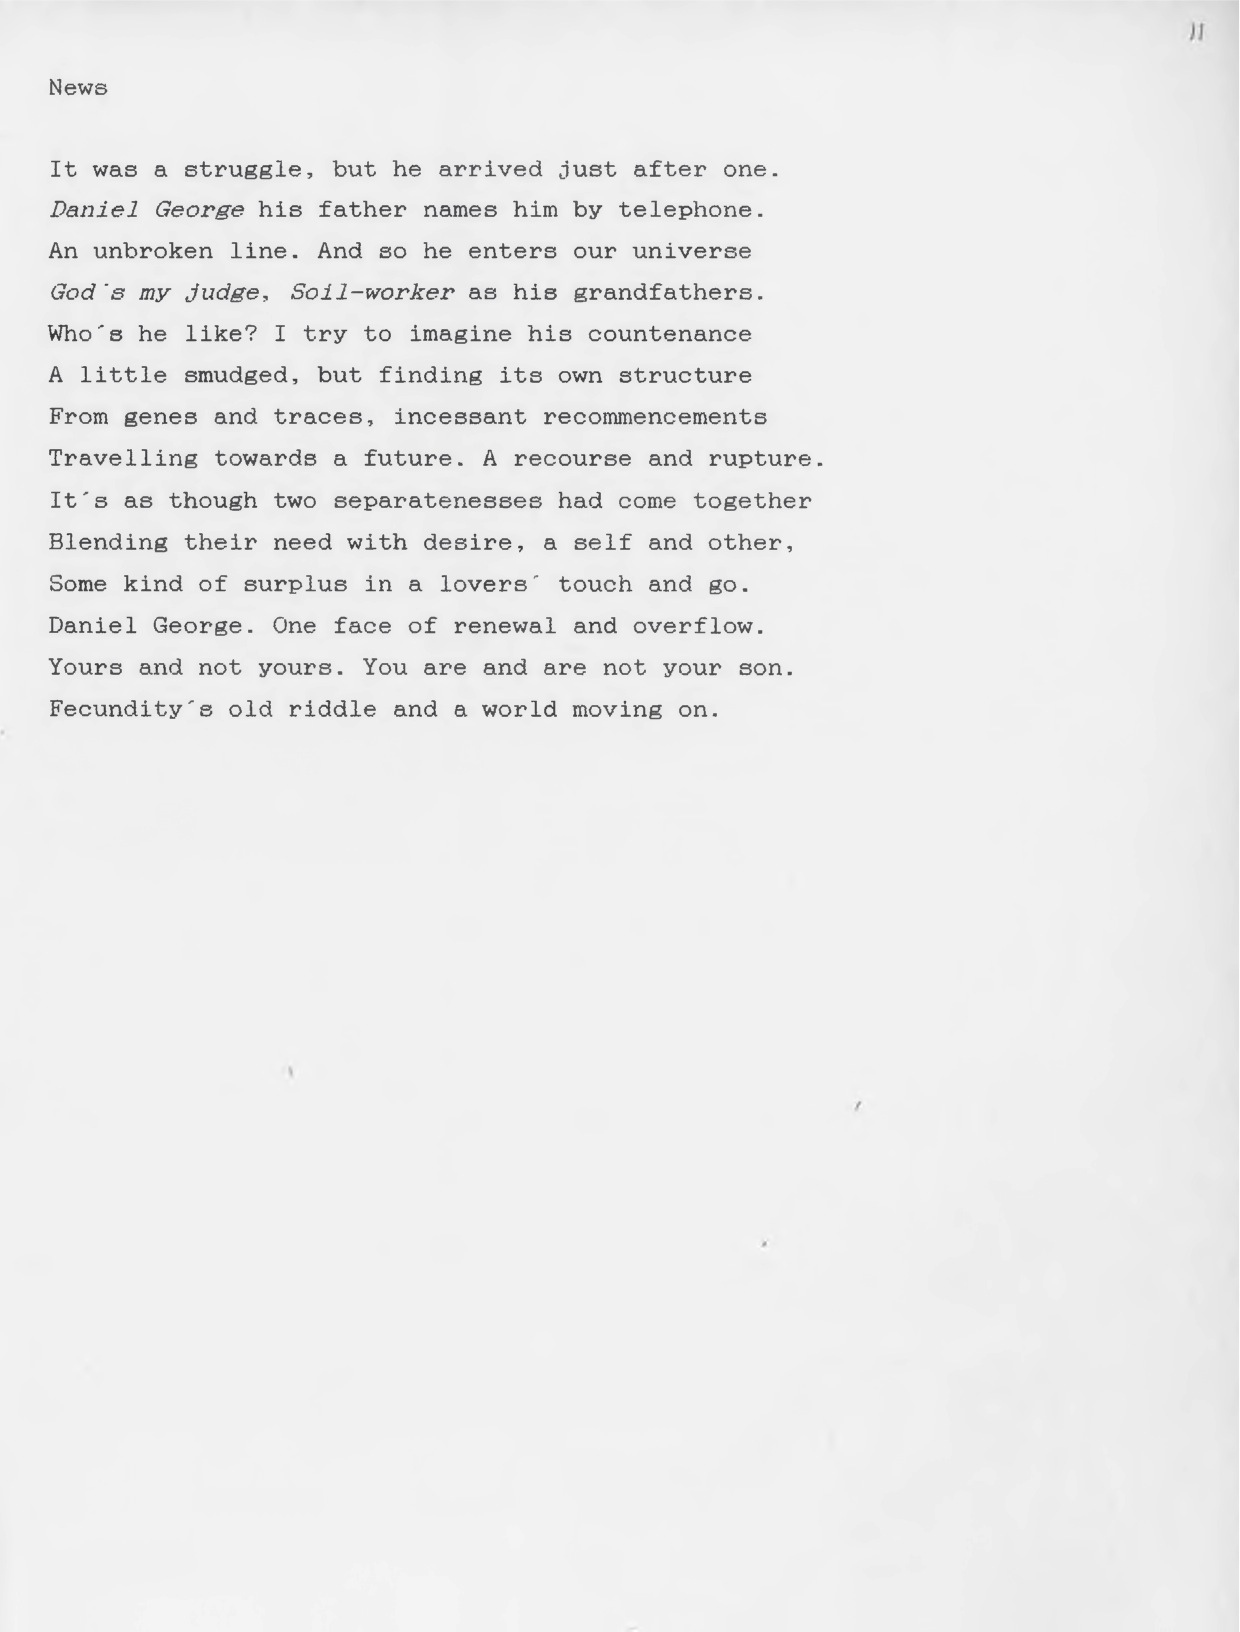 11
News
It was a struggle, but he arrived just after one.
Daniel George his father names him by telephone.
An unbroken line. And so he enters our universe
God´s my judge, Soil-worker as his grandfathers.
Who´s he like? I try to imagine his countenance
A little smudged, but finding its own structure
From genes and traces, incessant recommencements
Travelling towards a future. A recourse and rupture.
It´s as though two separatenesses had come together
Blending their need with desire, a self and other,
Some kind of surplus in a lovers´ touch and go.
Daniel George. One face of renewal and overflow.
Yours and not yours. You are and are not your son.
Fecundity´s old riddle and a world moving on.